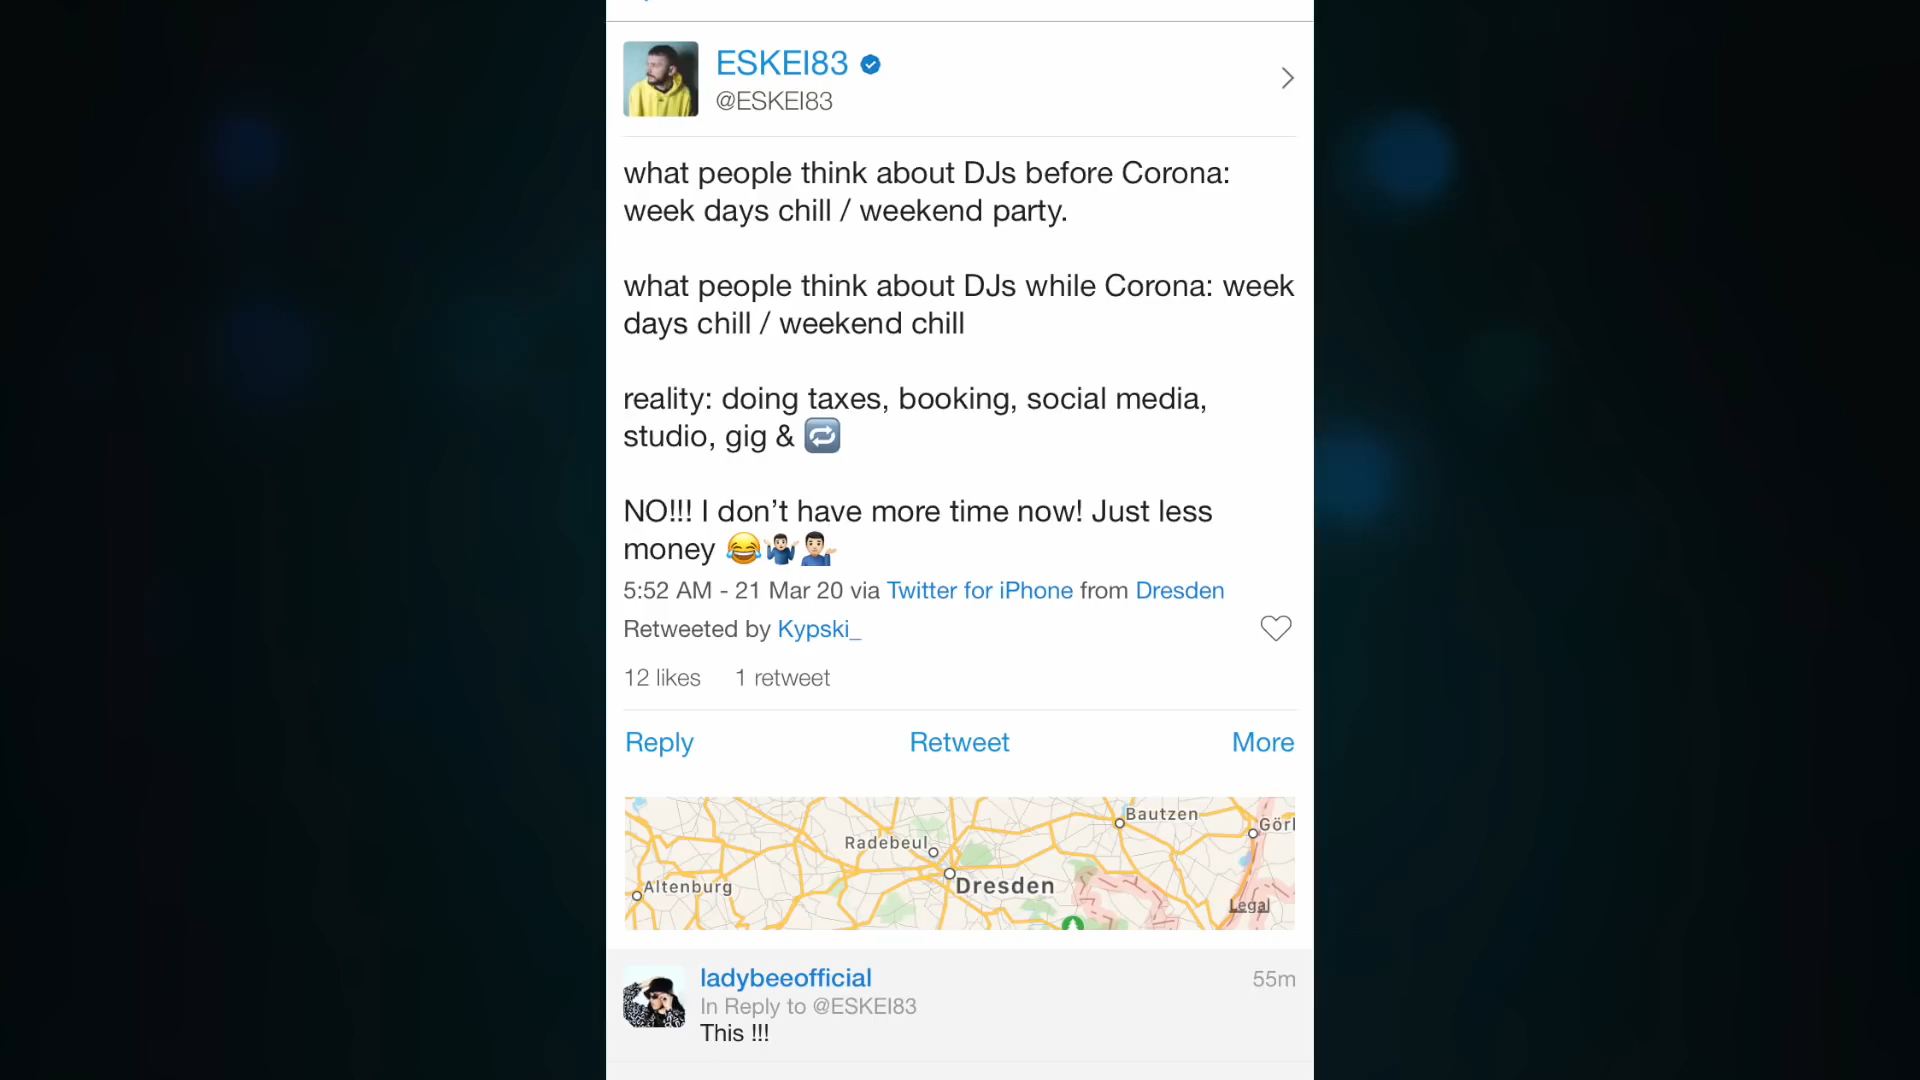 ESKEI83
@ESKEI83
what people think about DJs before Corona:
week days chill / weekend party.
what people think about DJs while Corona: week
days chill / weekend chill
reality: doing taxes, booking, social media,
studio, gig & 🔁
NO!!! I don’t have more time now! Just less
money 😂🤷🏻‍♂️💁🏻‍♂️
5:52 AM - 21 Mar 20 via Twitter for iPhone from Dresden
Retweeted by Kypski_
12 likes 1 retweet
Reply Retweet More
Bautzen
Görl
Radebeul
Dresden
Altenburg
Legal
ladybeeofficial 55m
In Reply to @ESKEI83
This !!!